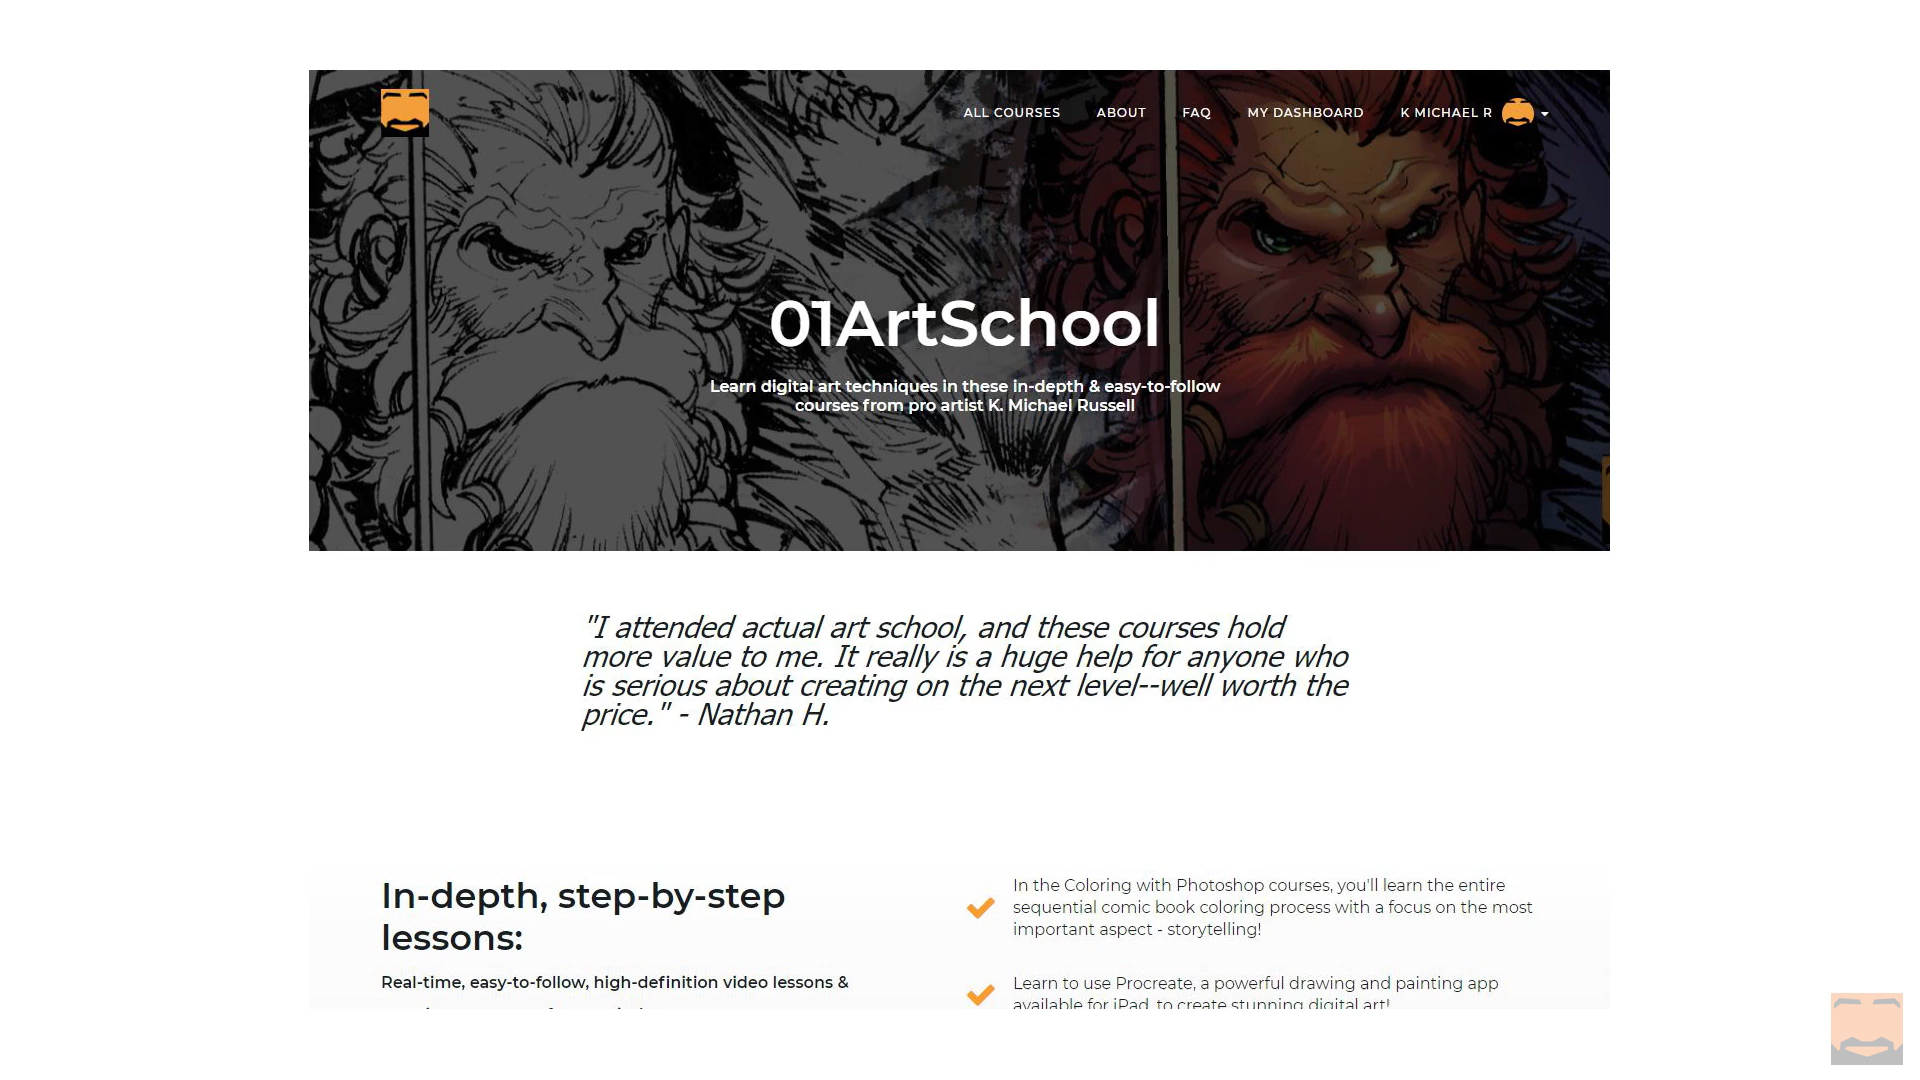 ALL COURSES
ABOUT
FAQ
MY DASHBOARD
K MICHAEL R
01ArtSchool
Learn digital art techniques in these in-depth & easy-to-follow
courses from pro artist K. Michael Russell
"I attended actual art school, and these courses hold
more value to me. It really is a huge help for anyone who
is serious about creating on the next level--well worth the
price." - Nathan H.
In-depth, step-by-step
lessons:
Real-time, easy-to-follow, high-definition video lessons &
In the Coloring with Photoshop courses, you'll learn the entire
sequential comic book coloring process with a focus on the most
important aspect - storytelling!
Learn to use Procreate, a powerful drawing and painting app
available for iPad, to create stunning digital art!